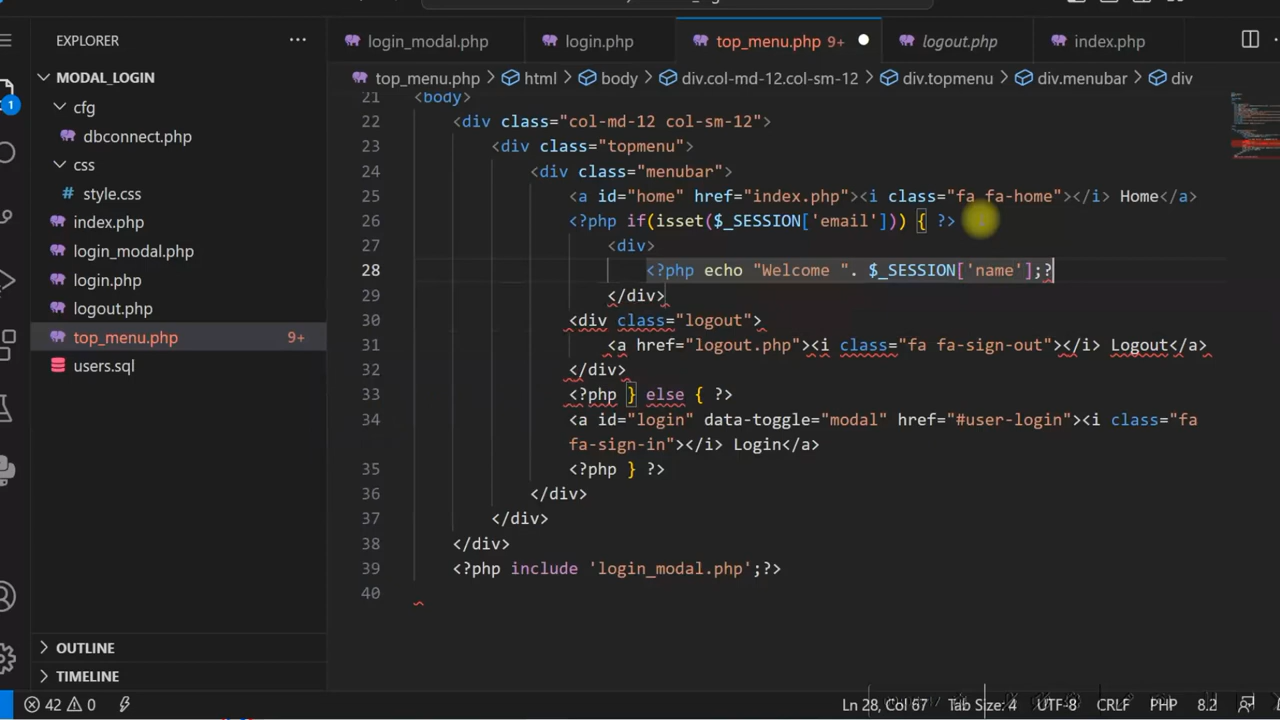 EXPLORER
MODAL_LOGIN
cfg
dbconnect.php
css
style.css
index.php
login_modal.php
login.php
logout.php
top_menu.php 9+
users.sql
OUTLINE
TIMELINE
1
login_modal.php login.php top_menu.php 9+ logout.php index.php
top_menu.php > html > body > div.col-md-12.col-sm-12 > div.topmenu > div.menubar > div
21 <body>
22 <div class="col-md-12 col-sm-12">
23 <div class="topmenu">
24 <div class="menubar">
25 <a id="home" href="index.php"><i class="fa fa-home"></i> Home</a>
26 <?php if(isset($_SESSION['email'])) { ?>
27 <div>
28 <?php echo "Welcome ". $_SESSION['name'];?
29 </div>
30 <div class="logout">
31 <a href="logout.php"><i class="fa fa-sign-out"></i> Logout</a>
32 </div>
33 <?php } else { ?>
34 <a id="login" data-toggle="modal" href="#user-login"><i class="fa
fa-sign-in"></i> Login</a>
35 <?php } ?>
36 </div>
37 </div>
38 </div>
39 <?php include 'login_modal.php';?>
40
42 0 Ln 28, Col 67 Tab Size: 4 UTF-8 CRLF PHP 8.2